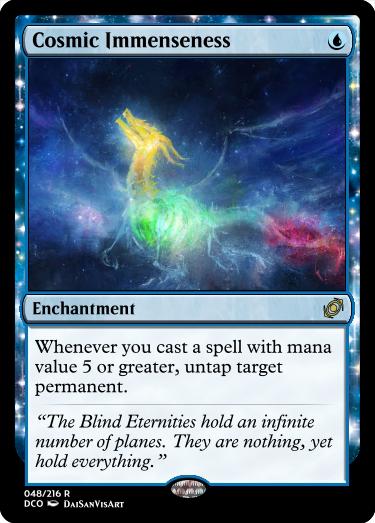 Cosmic Immenseness
Enchantment
Whenever you cast a spell with mana
value 5 or greater, untap target
permanent.
“The Blind Eternities hold an infinite
number of planes. They are nothing, yet
hold everything.”
048/216 R
DCO DaiSanVisArt